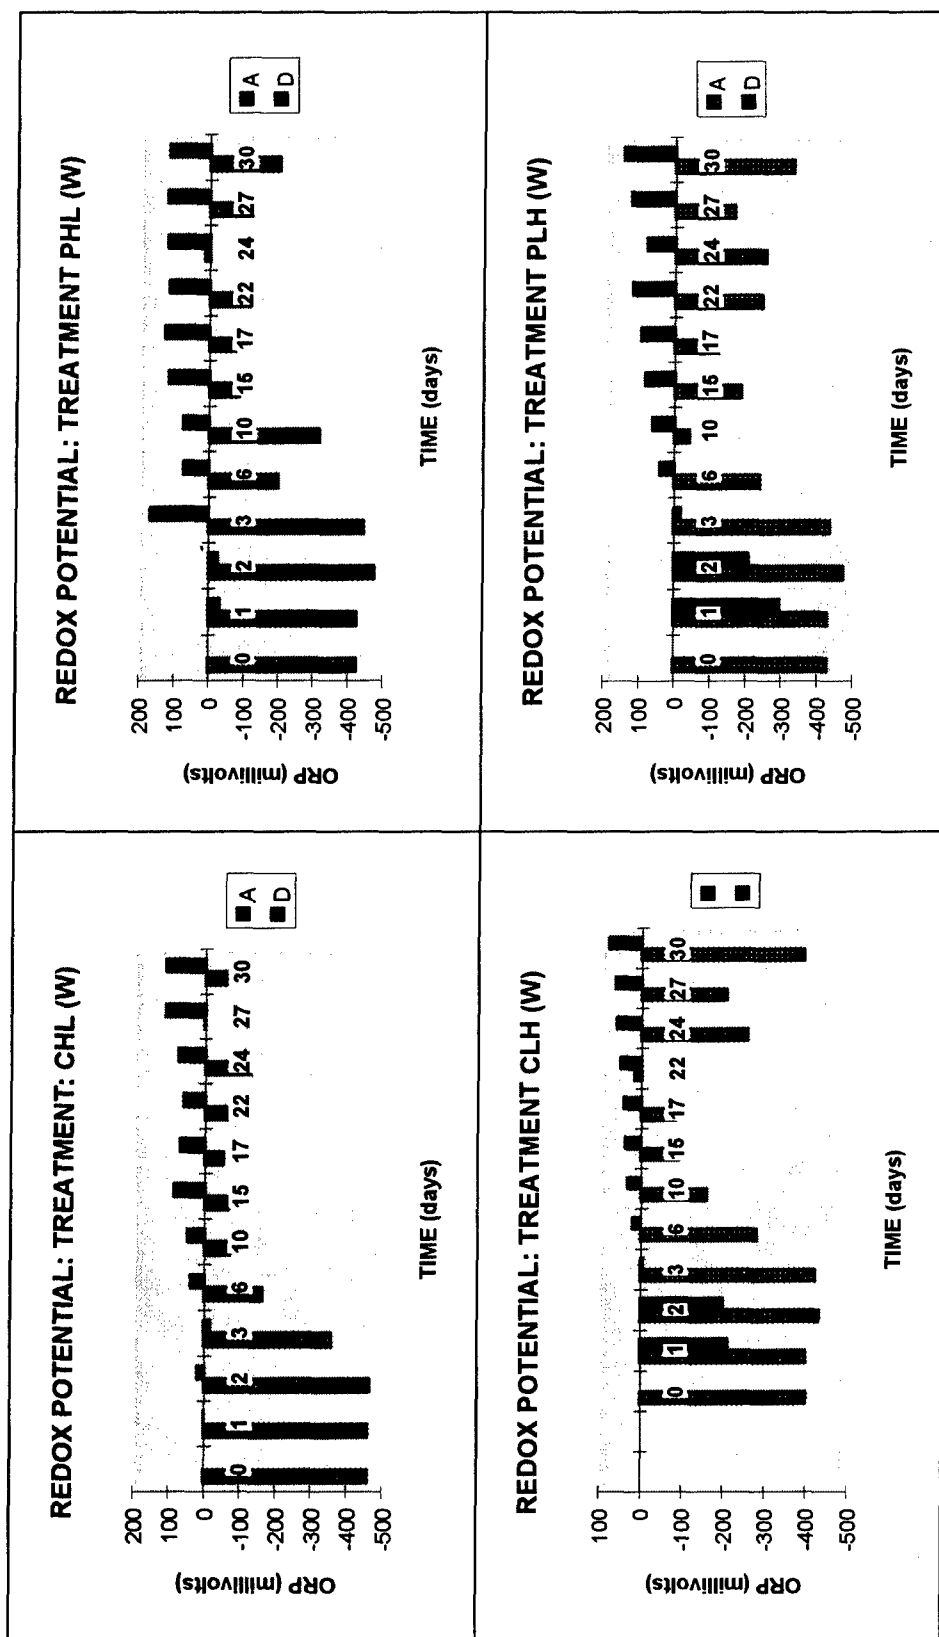 REDOX POTENTIAL: TREATMENT: CHL (W)
200
100
0
-100
-200
-300
-400
-500
ORP (millivolts)
0 1 2 3 6 10 15 17 22 24 27 30
TIME (days)
A
D
REDOX POTENTIAL: TREATMENT PHL (W)
200
100
0
-100
-200
-300
-400
-500
ORP (millivolts)
0 1 2 3 6 10 15 17 22 24 27 30
TIME (days)
A
D
REDOX POTENTIAL: TREATMENT CLH (W)
100
0
-100
-200
-300
-400
-500
ORP (millivolts)
0 1 2 3 6 10 15 17 22 24 27 30
TIME (days)
REDOX POTENTIAL: TREATMENT PLH (W)
200
100
0
-100
-200
-300
-400
-500
ORP (millivolts)
0 1 2 3 6 10 15 17 22 24 27 30
TIME (days)
A
D